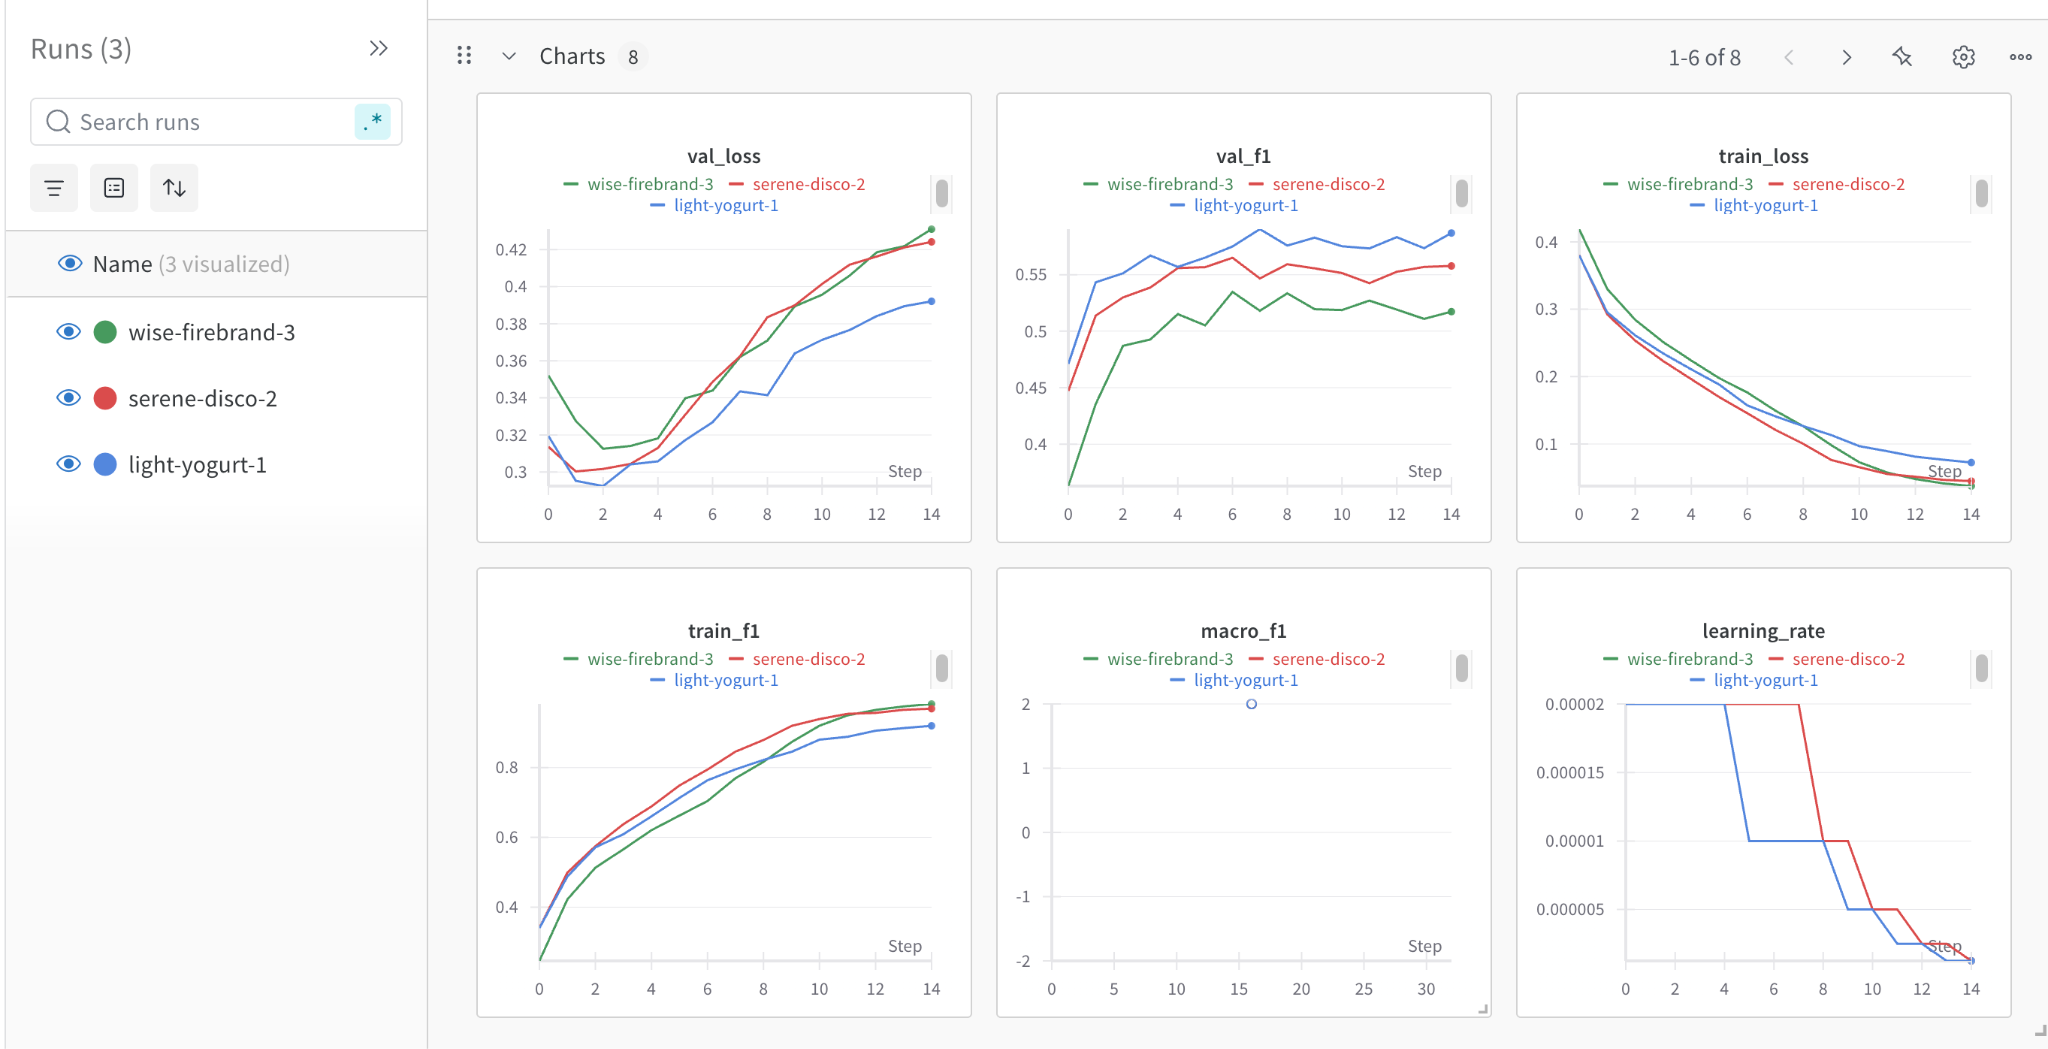 Runs (3)
Search runs
.*
Name (3 visualized)
wise-firebrand-3
serene-disco-2
light-yogurt-1
Charts 8
1-6 of 8
val_loss
wise-firebrand-3 serene-disco-2
light-yogurt-1
0.42
0.4
0.38
0.36
0.34
0.32
0.3
Step
0 2 4 6 8 10 12 14
val_f1
wise-firebrand-3 serene-disco-2
light-yogurt-1
0.55
0.5
0.45
0.4
Step
0 2 4 6 8 10 12 14
train_loss
wise-firebrand-3 serene-disco-2
light-yogurt-1
0.4
0.3
0.2
0.1
Step
0 2 4 6 8 10 12 14
train_f1
wise-firebrand-3 serene-disco-2
light-yogurt-1
0.8
0.6
0.4
Step
0 2 4 6 8 10 12 14
macro_f1
wise-firebrand-3 serene-disco-2
light-yogurt-1
2
1
0
-1
-2
Step
0 5 10 15 20 25 30
learning_rate
wise-firebrand-3 serene-disco-2
light-yogurt-1
0.00002
0.000015
0.00001
0.000005
Step
0 2 4 6 8 10 12 14